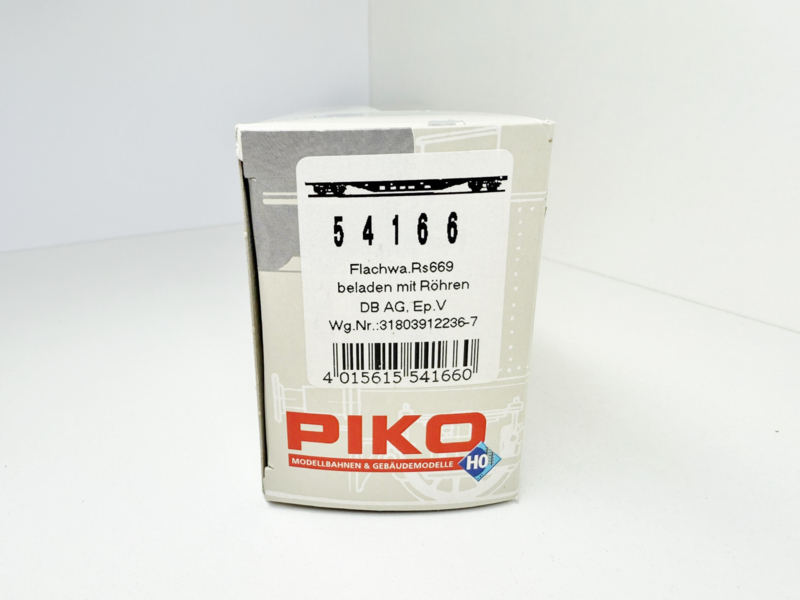 54166
Flachwa.Rs669
beladen mit Röhren
DB AG, Ep.V
Wg.Nr.:31803912236-7
4 015615 541660
PIKO
MODELLBAHNEN & GEBÄUDEMODELLE
HO